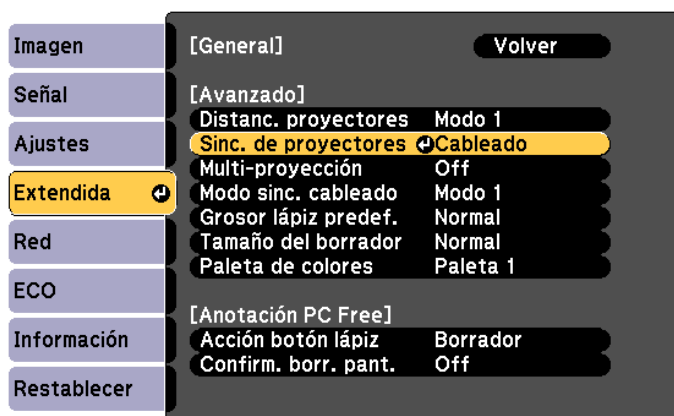 Imagen
Señal
Ajustes
Extendida
Red
ECO
Información
Restablecer
[General] Volver
[Avanzado]
Distanc. proyectores Modo 1
Sinc. de proyectores Cableado
Multi-proyección Off
Modo sinc. cableado Modo 1
Grosor lápiz predef. Normal
Tamaño del borrador Normal
Paleta de colores Paleta 1
[Anotación PC Free]
Acción botón lápiz Borrador
Confirm. borr. pant. Off